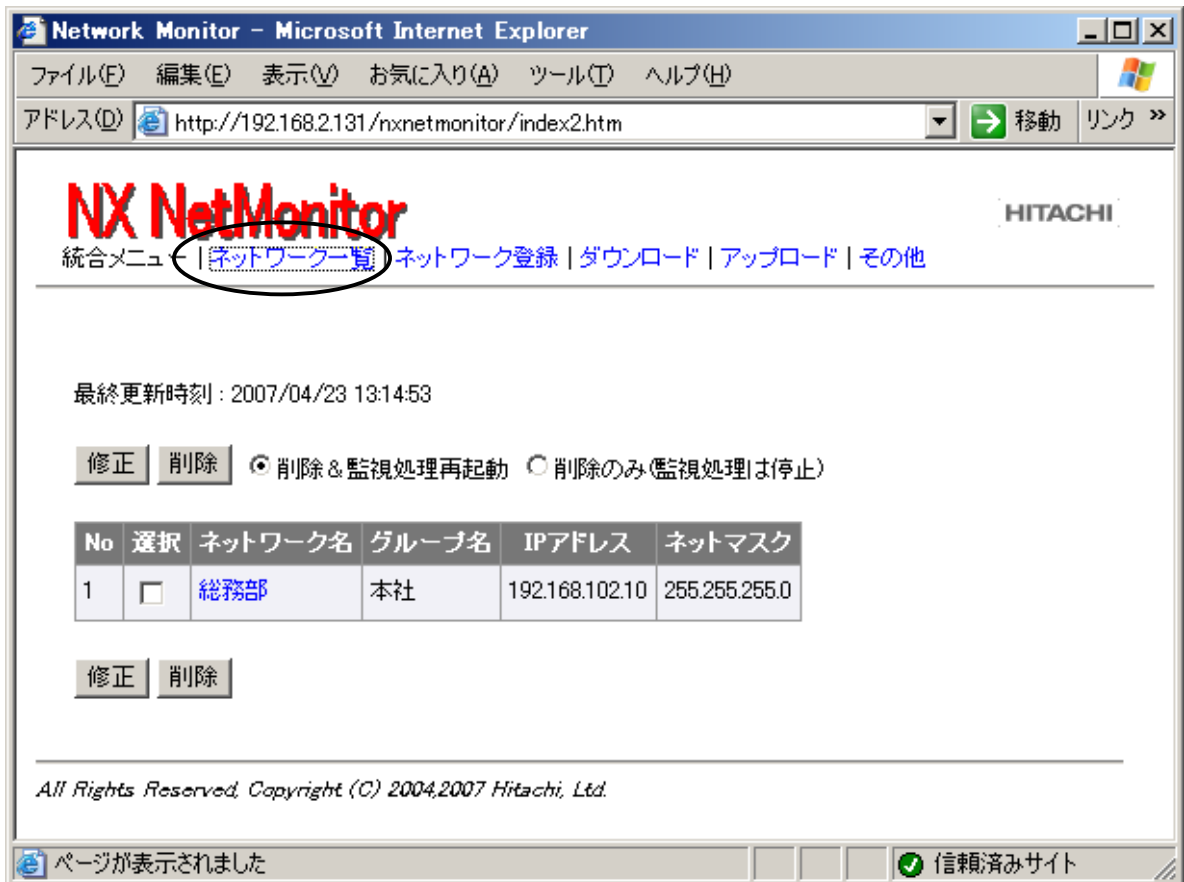 Network Monitor - Microsoft Internet Explorer
ファイル(F) 編集(E) 表示(V) お気に入り(A) ツール(T) ヘルプ(H)
アドレス(D) http://192.168.2.131/nxnetmonitor/index2.htm 移動 リンク »
NX NetMonitor
HITACHI
統合メニュー | ネットワーク一覧 | ネットワーク登録 | ダウンロード | アップロード | その他
最終更新時刻 : 2007/04/23 13:14:53
修正 削除 削除&監視処理再起動 削除のみ(監視処理は停止)
No 選択 ネットワーク名 グループ名 IPアドレス ネットマスク
1 総務部 本社 192.168.102.10 255.255.255.0
修正 削除
All Rights Reserved, Copyright (C) 2004,2007 Hitachi, Ltd.
ページが表示されました 信頼済みサイト